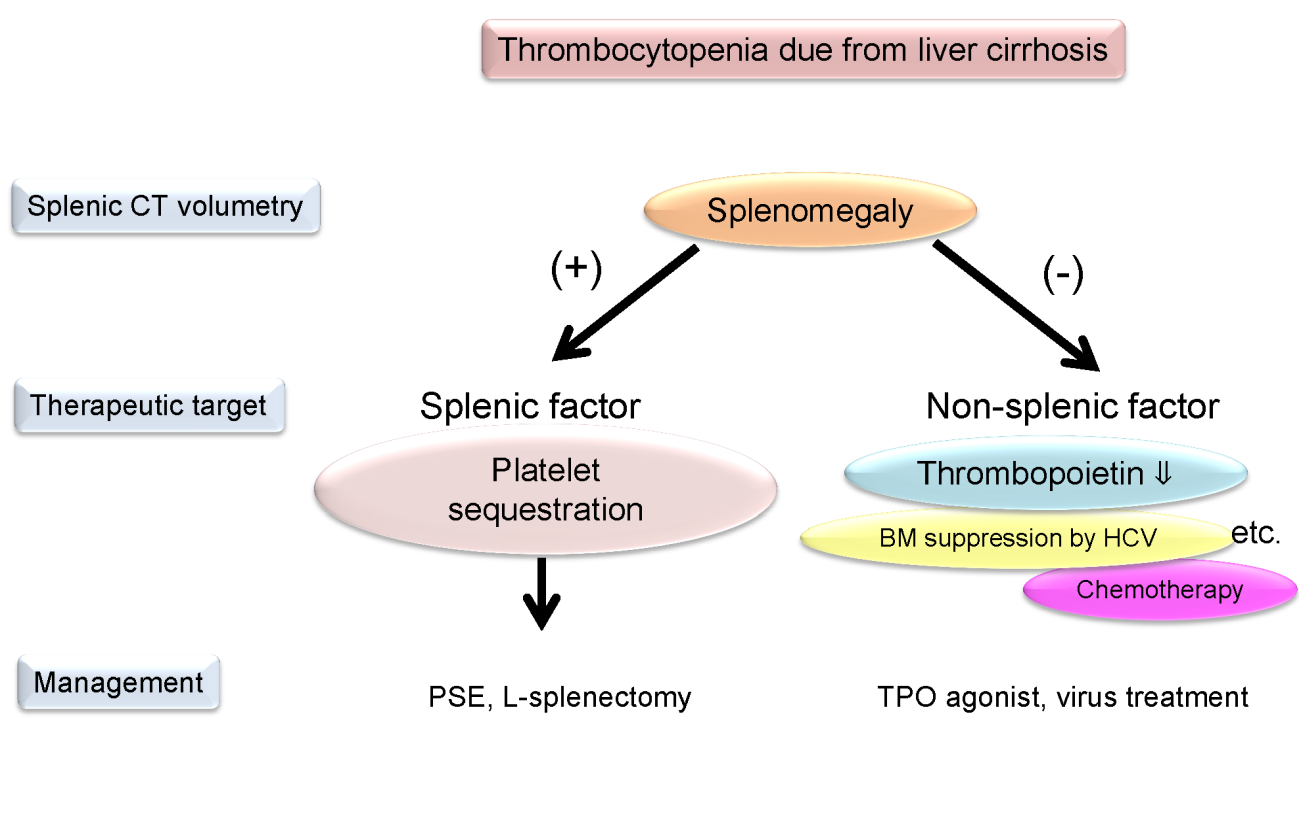 Thrombocytopenia due from liver cirrhosis
Splenic CT volumetry
Splenomegaly
(+)
(-)
Therapeutic target
Splenic factor
Non-splenic factor
Platelet
sequestration
Thrombopoietin ⇓
BM suppression by HCV
etc.
Chemotherapy
Management
PSE, L-splenectomy
TPO agonist, virus treatment